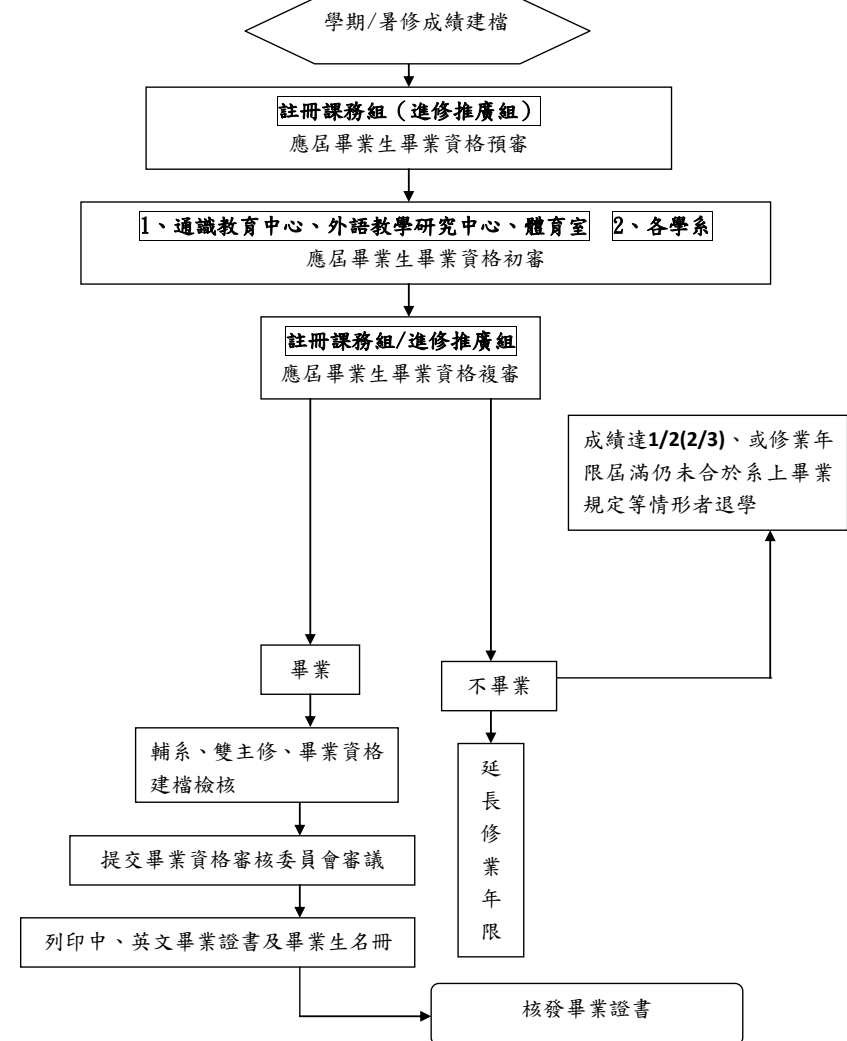 學期/暑修成績建檔
註冊課務組（進修推廣組）
應屆畢業生畢業資格預審
1、通識教育中心、外語教學研究中心、體育室 2、各學系
應屆畢業生畢業資格初審
註冊課務組/進修推廣組
應屆畢業生畢業資格複審
成績達1/2(2/3)、或修業年
限屆滿仍未合於系上畢業
規定等情形者退學
畢業
不畢業
輔系、雙主修、畢業資格
建檔檢核
延
長
修
業
年
限
提交畢業資格審核委員會審議
列印中、英文畢業證書及畢業生名冊
核發畢業證書